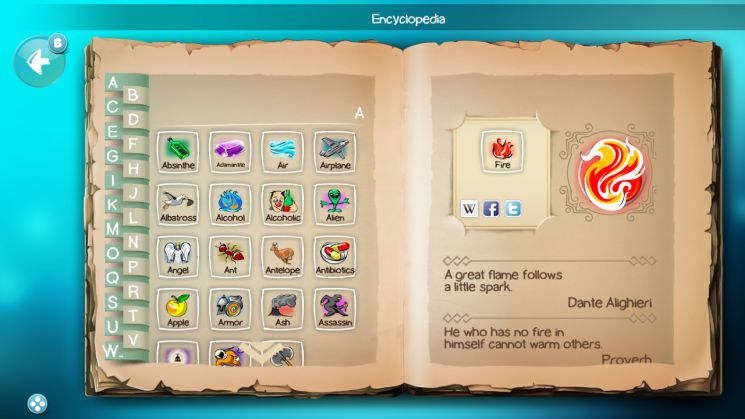 Encyclopedia
B
A
B
C
D
E
F
G
H
I
J
K
L
M
N
O
P
Q
R
S
T
U
V
W
A
Absinthe Adamantite Air Airplane
Albatross Alcohol Alcoholic Alien
Angel Ant Antelope Antibiotics
Apple Armor Ash Assassin
Fire
W f t
A great flame follows
a little spark.
Dante Alighieri
He who has no fire in
himself cannot warm others.
Proverb